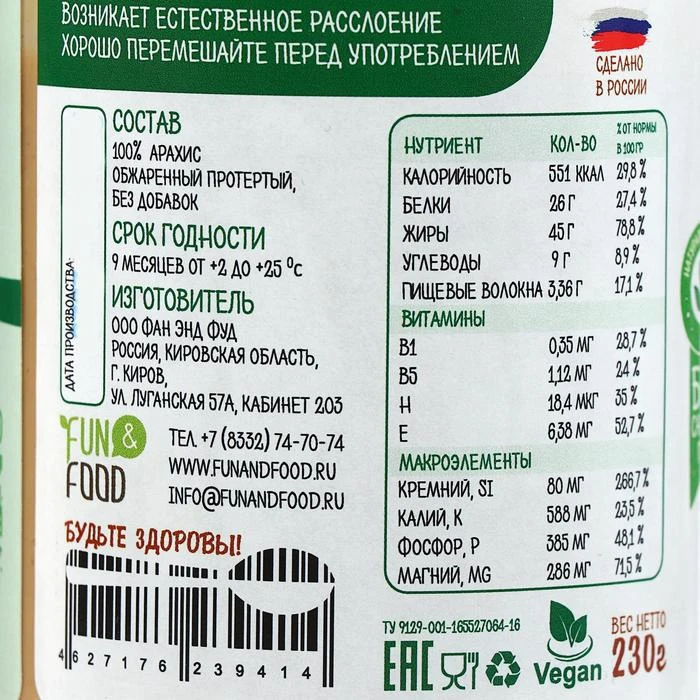 ВОЗНИКАЕТ ЕСТЕСТВЕННОЕ РАССЛОЕНИЕ
ХОРОШО ПЕРЕМЕШАЙТЕ ПЕРЕД УПОТРЕБЛЕНИЕМ
СДЕЛАНО
В РОССИИ
ДАТА ПРОИЗВОДСТВА:
СОСТАВ
100% АРАХИС
ОБЖАРЕННЫЙ ПРОТЕРТЫЙ,
БЕЗ ДОБАВОК
СРОК ГОДНОСТИ
9 МЕСЯЦЕВ ОТ +2 ДО +25 °С
ИЗГОТОВИТЕЛЬ
ООО ФАН ЭНД ФУД
РОССИЯ, КИРОВСКАЯ ОБЛАСТЬ,
Г. КИРОВ,
УЛ. ЛУГАНСКАЯ 57А, КАБИНЕТ 203
FUN &
FOOD
ТЕЛ. +7 (8332) 74-70-74
WWW.FUNANDFOOD.RU
INFO@FUNANDFOOD.RU
БУДЬТЕ ЗДОРОВЫ!
4 627176 239414
НУТРИЕНТ КОЛ-ВО % ОТ НОРМЫ В 100 ГР
КАЛОРИЙНОСТЬ 551 ККАЛ 29,8 %
БЕЛКИ 26 Г 27,4 %
ЖИРЫ 45 Г 78,8 %
УГЛЕВОДЫ 9 Г 8,9 %
ПИЩЕВЫЕ ВОЛОКНА 3,36 Г 17,1 %
ВИТАМИНЫ
B1 0,35 МГ 28,7 %
B5 1,12 МГ 24 %
H 18,4 МКГ 35 %
E 6,38 МГ 52,7 %
МАКРОЭЛЕМЕНТЫ
КРЕМНИЙ, SI 80 МГ 266,7 %
КАЛИЙ, K 588 МГ 23,5 %
ФОСФОР, P 385 МГ 48,1 %
МАГНИЙ, MG 286 МГ 71,5 %
ТУ 9129-001-165527064-16
EAC
Vegan
ВЕС НЕТТО
230г